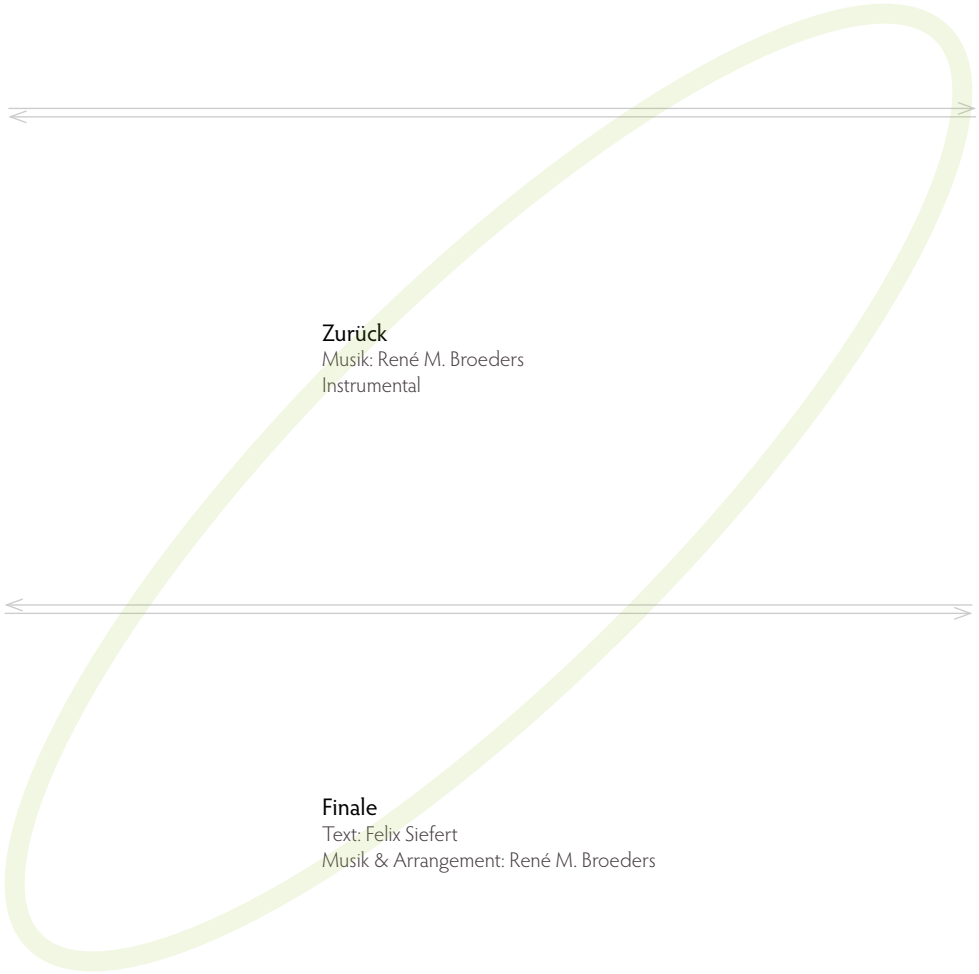 Zurück
Musik: René M. Broeders
Instrumental
Finale
Text: Felix Siefert
Musik & Arrangement: René M. Broeders